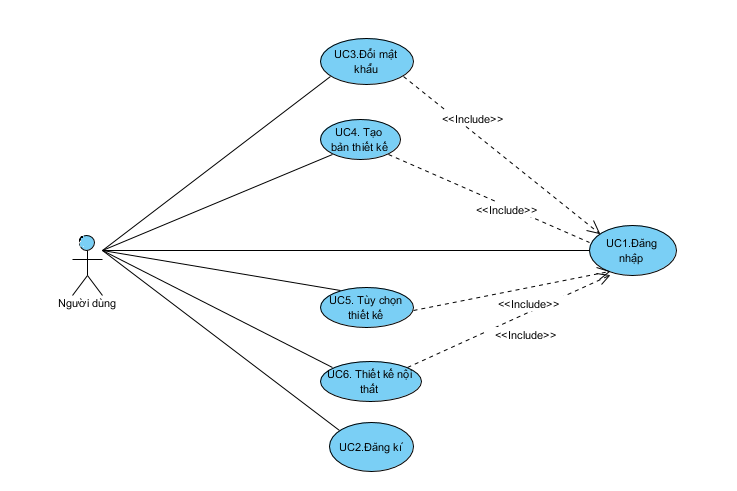 UC3.Đổi mật
khẩu
<<Include>>
UC4. Tạo
bản thiết kế
<<Include>>
UC1.Đăng
nhập
Người dùng
UC5. Tùy chọn
thiết kế
<<Include>>
<<Include>>
UC6. Thiết kế nội
thất
UC2.Đăng kí